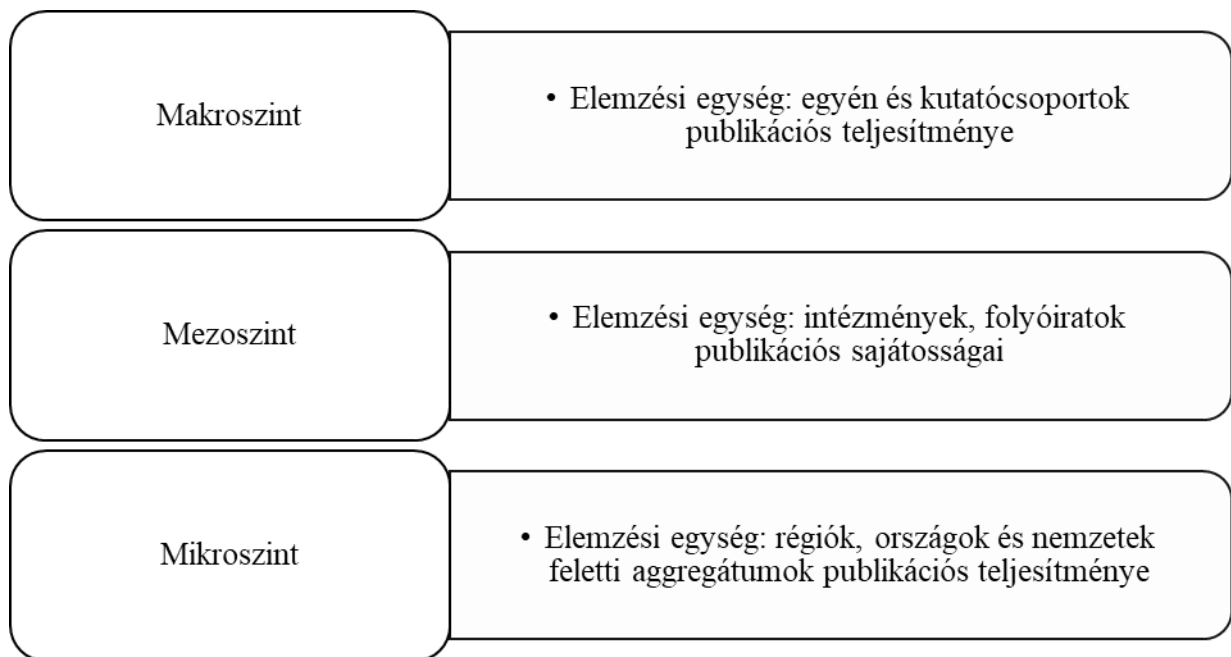 Makroszint
• Elemzési egység: egyén és kutatócsoportok
publikációs teljesítménye
Mezoszint
• Elemzési egység: intézmények, folyóiratok
publikációs sajátosságai
Mikroszint
• Elemzési egység: régiók, országok és nemzetek
feletti aggregátumok publikációs teljesítménye